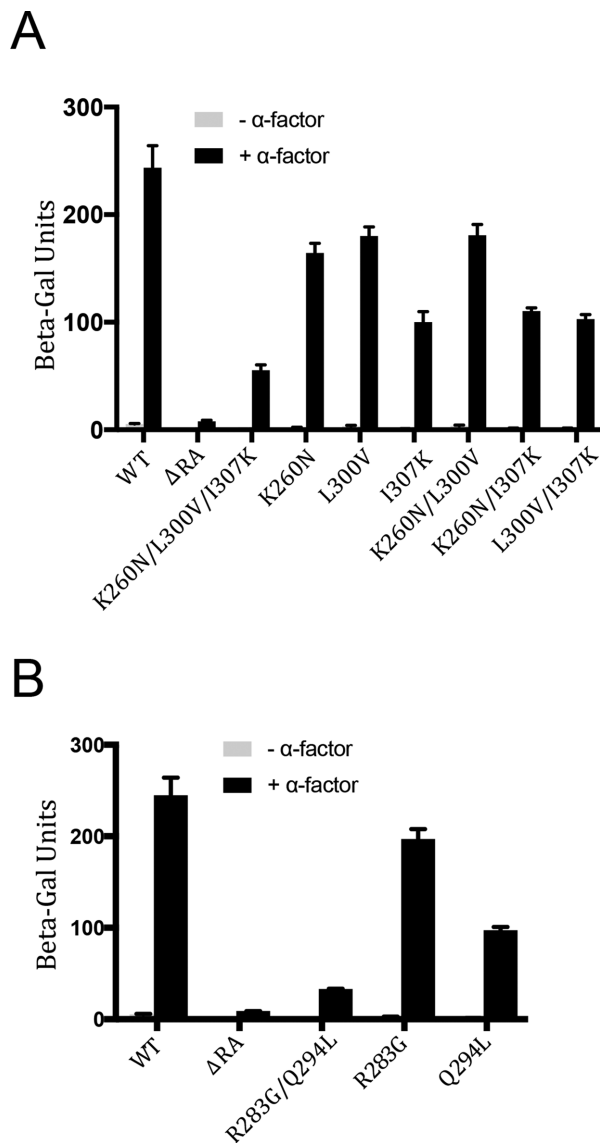 A
300
200
100
0
Beta-Gal Units
- α-factor
+ α-factor
WT
ΔRA
K260N/L300V/I307K
K260N
L300V
I307K
K260N/L300V
K260N/I307K
L300V/I307K
B
300
200
100
0
Beta-Gal Units
- α-factor
+ α-factor
WT
ΔRA
R283G/Q294L
R283G
Q294L